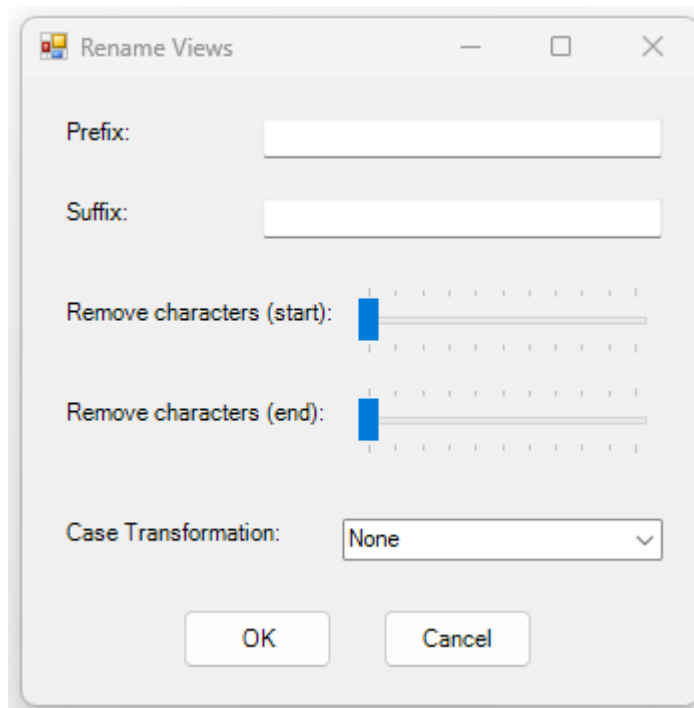 Rename Views
Prefix:
Suffix:
Remove characters (start):
Remove characters (end):
Case Transformation: None
OK Cancel